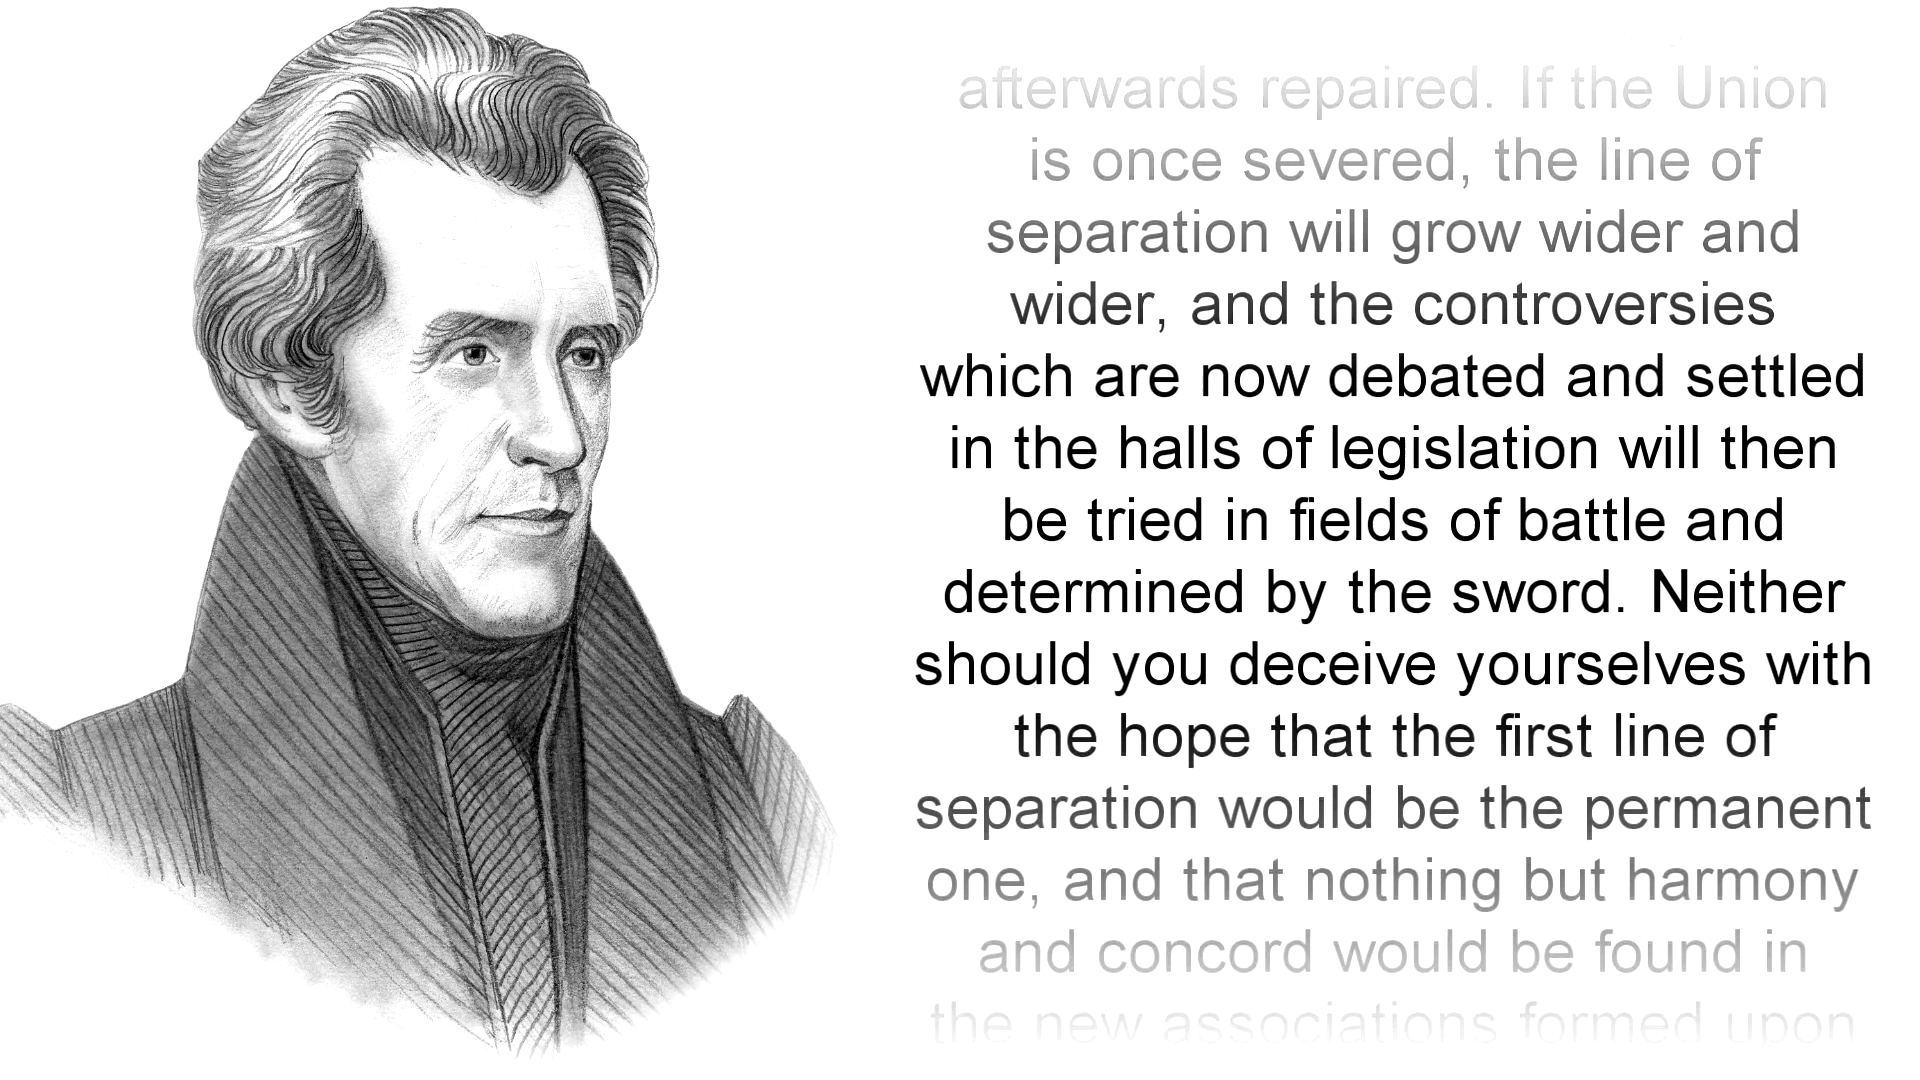 afterwards repaired. If the Union
is once severed, the line of
separation will grow wider and
wider, and the controversies
which are now debated and settled
in the halls of legislation will then
be tried in fields of battle and
determined by the sword. Neither
should you deceive yourselves with
the hope that the first line of
separation would be the permanent
one, and that nothing but harmony
and concord would be found in
the new associations formed upon